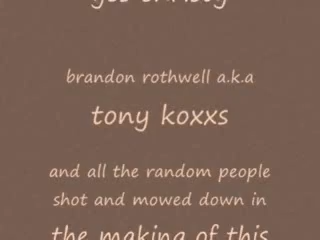 brandon rothwell a.k.a
tony koxxs
and all the random people
shot and mowed down in
the making of this